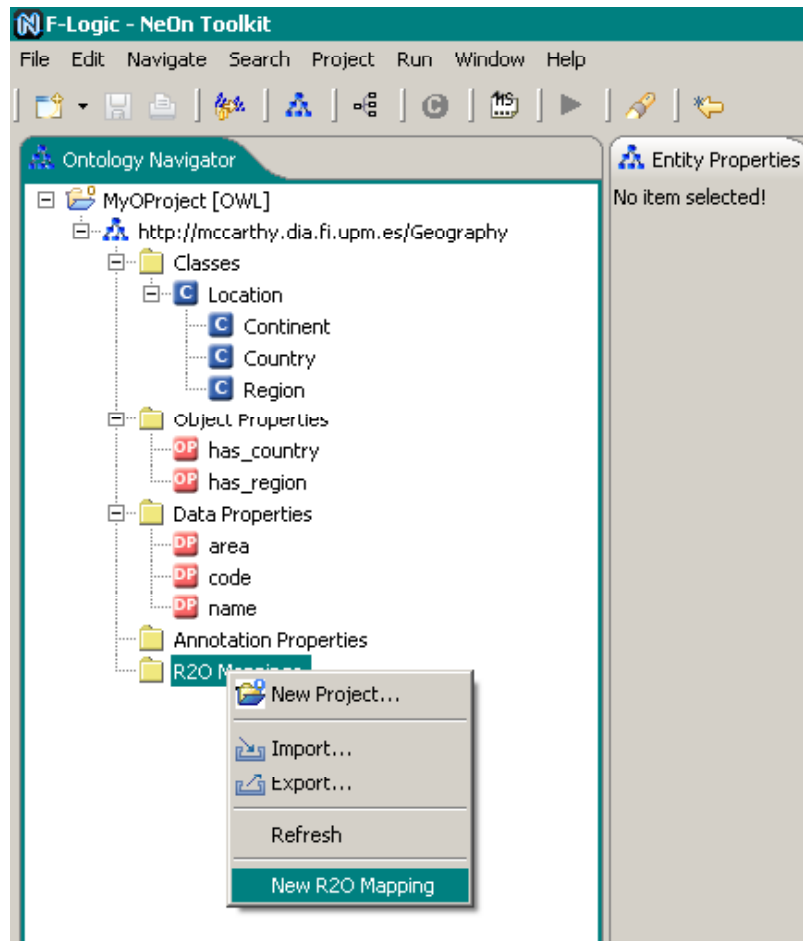 F-Logic - NeOn Toolkit
File Edit Navigate Search Project Run Window Help
Ontology Navigator
Entity Properties
MyOProject [OWL]
No item selected!
http://mccarthy.dia.fi.upm.es/Geography
Classes
C Location
C Continent
C Country
C Region
Object Properties
OP has_country
OP has_region
Data Properties
DP area
DP code
DP name
Annotation Properties
R2O Mappings
New Project...
Import...
Export...
Refresh
New R2O Mapping